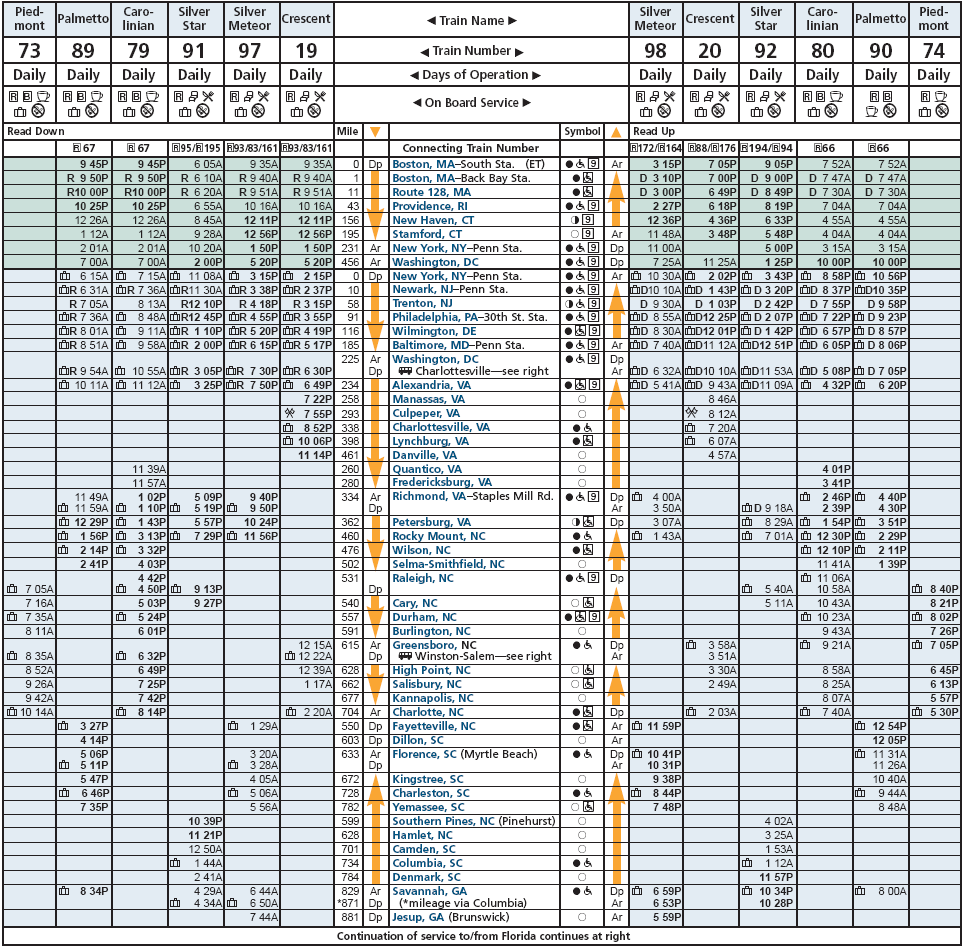 Pied- mont Palmetto Caro- linian Silver Star Silver Meteor Crescent ◄ Train Name ► Silver Meteor Crescent Silver Star Caro- linian Palmetto Pied- mont
73 89 79 91 97 19 ◄ Train Number ► 98 20 92 80 90 74
Daily Daily Daily Daily Daily Daily ◄ Days of Operation ► Daily Daily Daily Daily Daily Daily
R B R B R B R R R ◄ On Board Service ► R R R R B R B R
Read Down Mile Symbol Read Up
R 67 R 67 R95/R195 R93/83/161 R93/83/161 Connecting Train Number R172/R164 R88/R176 R194/R94 R66 R66
9 45P 9 45P 6 05A 9 35A 9 35A 0 Dp Boston, MA–South Sta. (ET) ● 9 Ar 3 15P 7 05P 9 05P 7 52A 7 52A
R 9 50P R 9 50P R 6 10A R 9 40A R 9 40A 1 Boston, MA–Back Bay Sta. ● D 3 10P D 7 00P D 9 00P D 7 47A D 7 47A
R10 00P R10 00P R 6 20A R 9 51A R 9 51A 11 Route 128, MA ● D 3 00P 6 49P D 8 49P D 7 30A D 7 30A
10 25P 10 25P 6 55A 10 16A 10 16A 43 Providence, RI ● 9 2 27P 6 18P 8 19P 7 04A 7 04A
12 26A 12 26A 8 45A 12 11P 12 11P 156 New Haven, CT ◑ 9 12 36P 4 36P 6 33P 4 55A 4 55A
1 12A 1 12A 9 28A 12 56P 12 56P 195 Stamford, CT ○ 9 11 48A 3 48P 5 48P 4 04A 4 04A
2 01A 2 01A 10 20A 1 50P 1 50P 231 Ar New York, NY–Penn Sta. ● 9 Dp 11 00A 5 00P 3 15A 3 15A
7 00A 7 00A 2 00P 5 20P 5 20P 456 Ar Washington, DC ● 9 Dp 7 25A 11 25A 1 25P 10 00P 10 00P
6 15A 7 15A 11 08A 3 15P 2 15P 0 Dp New York, NY–Penn Sta. ● 9 Ar 10 30A 2 02P 3 43P 8 58P 10 56P
R 6 31A R 7 36A R11 30A R 3 38P R 2 37P 10 Newark, NJ–Penn Sta. ● 9 D10 10A D 1 43P D 3 20P D 8 37P D10 35P
R 7 05A 8 13A R12 10P R 4 18P R 3 15P 58 Trenton, NJ ◑ 9 D 9 30A D 1 03P D 2 42P D 7 55P D 9 58P
R 7 36A 8 48A R12 45P R 4 55P R 3 55P 91 Philadelphia, PA–30th St. Sta. ● 9 D 8 55A D12 25P D 2 07P D 7 22P D 9 23P
R 8 01A 9 11A R 1 10P R 5 20P R 4 19P 116 Wilmington, DE ● 9 D 8 30A D12 01P D 1 42P D 6 57P D 8 57P
R 8 51A 9 58A R 2 00P R 6 15P R 5 17P 185 Baltimore, MD–Penn Sta. ● 9 D 7 40A D11 12A D12 51P D 6 05P D 8 06P
225 Ar Washington, DC ● 9 Dp
R 9 54A 10 55A R 3 05P R 7 30P R 6 30P Dp Charlottesville—see right Ar D 6 32A D10 10A D11 53A D 5 08P D 7 05P
10 11A 11 12A 3 25P R 7 50P 6 49P 234 Alexandria, VA ● 9 D 5 41A D 9 43A D11 09A 4 32P 6 20P
7 22P 258 Manassas, VA ○ 8 46A
7 55P 293 Culpeper, VA ○ 8 12A
8 52P 338 Charlottesville, VA ● 7 20A
10 06P 398 Lynchburg, VA ● 6 07A
11 14P 461 Danville, VA ○ 4 57A
11 39A 260 Quantico, VA ○ 4 01P
11 57A 280 Fredericksburg, VA ○ 3 41P
11 49A 1 02P 5 09P 9 40P 334 Ar Richmond, VA–Staples Mill Rd. ● 9 Dp 4 00A 2 46P 4 40P
11 59A 1 10P 5 19P 9 50P Dp Ar 3 50A D 9 18A 2 39P 4 30P
12 29P 1 43P 5 57P 10 24P 362 Petersburg, VA ◑ Dp 3 07A 8 29A 1 54P 3 51P
1 56P 3 13P 7 29P 11 56P 460 Rocky Mount, NC ● 1 43A 7 01A 12 30P 2 29P
2 14P 3 32P 476 Wilson, NC ● 12 10P 2 11P
2 41P 4 03P 502 Selma-Smithfield, NC ○ 11 41A 1 39P
4 42P 531 Raleigh, NC ● 9 Dp 11 06A
7 05A 4 50P 9 13P Dp 5 40A 10 58A 8 40P
7 16A 5 03P 9 27P 540 Cary, NC ○ 5 11A 10 43A 8 21P
7 35A 5 24P 557 Durham, NC ● 9 10 23A 8 02P
8 11A 6 01P 591 Burlington, NC ○ 9 43A 7 26P
12 15A 615 Ar Greensboro, NC ● Dp 3 58A 9 21A 7 05P
8 35A 6 32P 12 22A Dp Winston-Salem—see right Ar 3 51A
8 52A 6 49P 12 39A 628 High Point, NC ○ 3 30A 8 58A 6 45P
9 26A 7 25P 1 17A 662 Salisbury, NC ○ 2 49A 8 25A 6 13P
9 42A 7 42P 677 Kannapolis, NC ○ 8 07A 5 57P
10 14A 8 14P 2 20A 704 Ar Charlotte, NC ● Dp 2 03A 7 40A 5 30P
3 27P 1 29A 550 Dp Fayetteville, NC ● Ar 11 59P 12 54P
4 14P 603 Dp Dillon, SC ○ Ar 12 05P
5 06P 3 20A 633 Ar Florence, SC (Myrtle Beach) ● Dp 10 41P 11 31A
5 11P 3 28A Dp Ar 10 31P 11 26A
5 47P 4 05A 672 Kingstree, SC ○ 9 38P 10 40A
6 46P 5 06A 728 Charleston, SC ● 8 44P 9 44A
7 35P 5 56A 782 Yemassee, SC ○ 7 48P 8 48A
10 39P 599 Southern Pines, NC (Pinehurst) ○ 4 02A
11 21P 628 Hamlet, NC ○ 3 25A
12 50A 701 Camden, SC ○ 1 53A
1 44A 734 Columbia, SC ● 1 12A
2 41A 784 Denmark, SC ○ 11 57P
8 34P 4 29A 6 44A 829 Ar Savannah, GA ● Dp 6 59P 10 34P 8 00A
4 34A 6 50A *871 Dp (*mileage via Columbia) Ar 6 53P 10 28P
7 44A 881 Dp Jesup, GA (Brunswick) ○ Ar 5 59P
Continuation of service to/from Florida continues at right